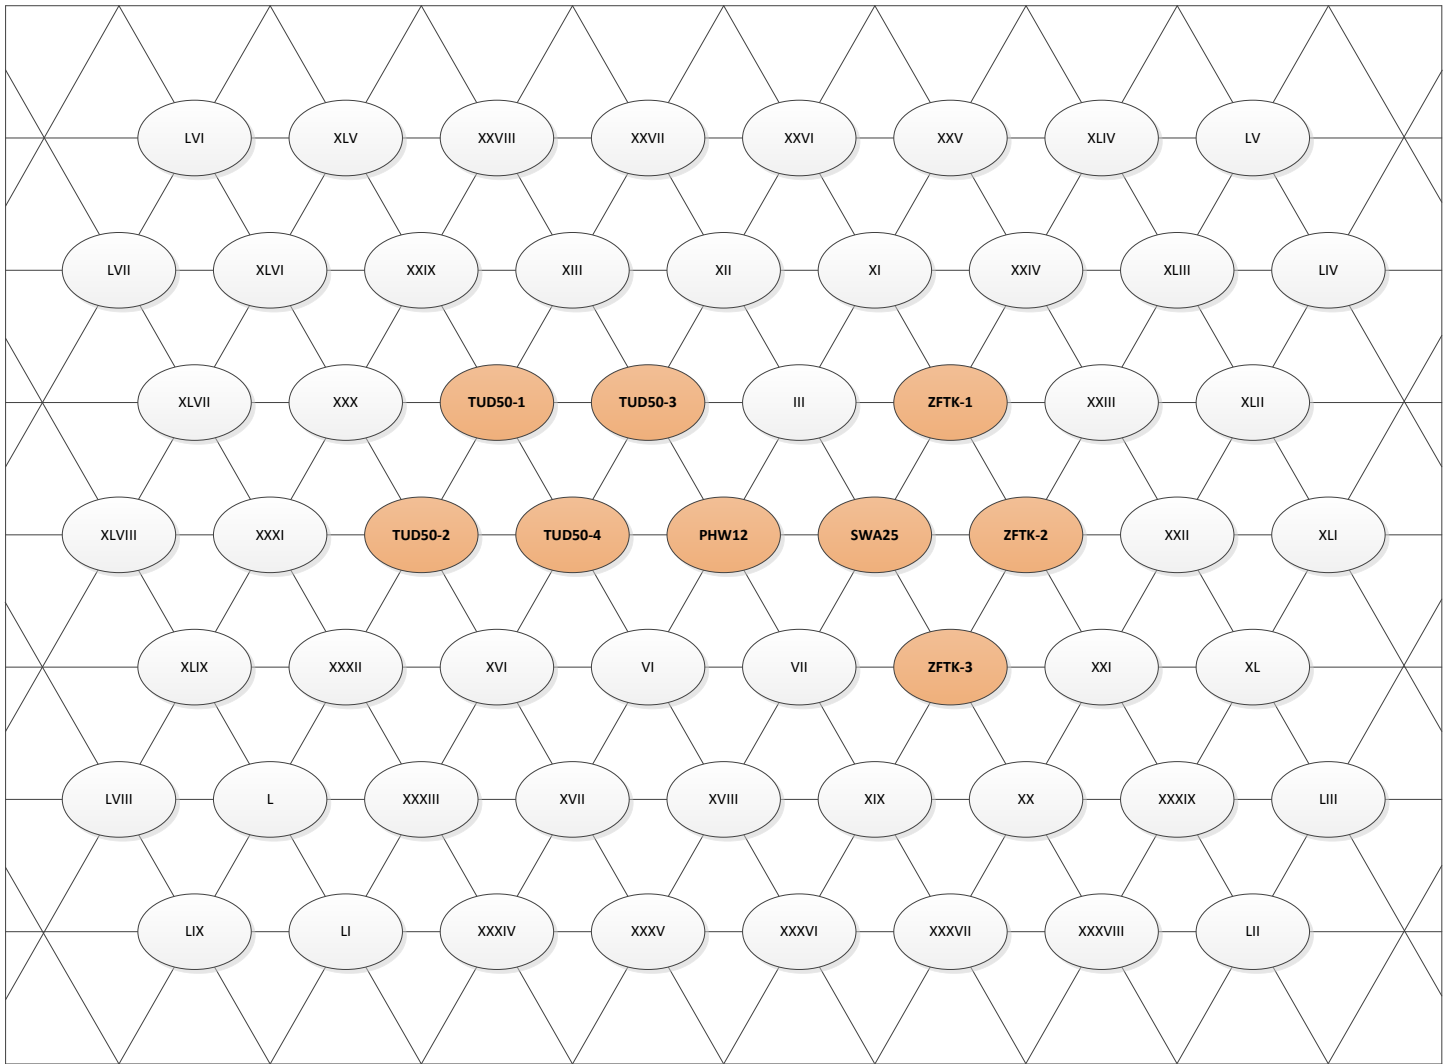 LVI XLV XXVIII XXVII XXVI XXV XLIV LV
LVII XLVI XXIX XIII XII XI XXIV XLIII LIV
XLVII XXX TUD50-1 TUD50-3 III ZFTK-1 XXIII XLII
XLVIII XXXI TUD50-2 TUD50-4 PHW12 SWA25 ZFTK-2 XXII XLI
XLIX XXXII XVI VI VII ZFTK-3 XXI XL
LVIII L XXXIII XVII XVIII XIX XX XXXIX LIII
LIX LI XXXIV XXXV XXXVI XXXVII XXXVIII LII